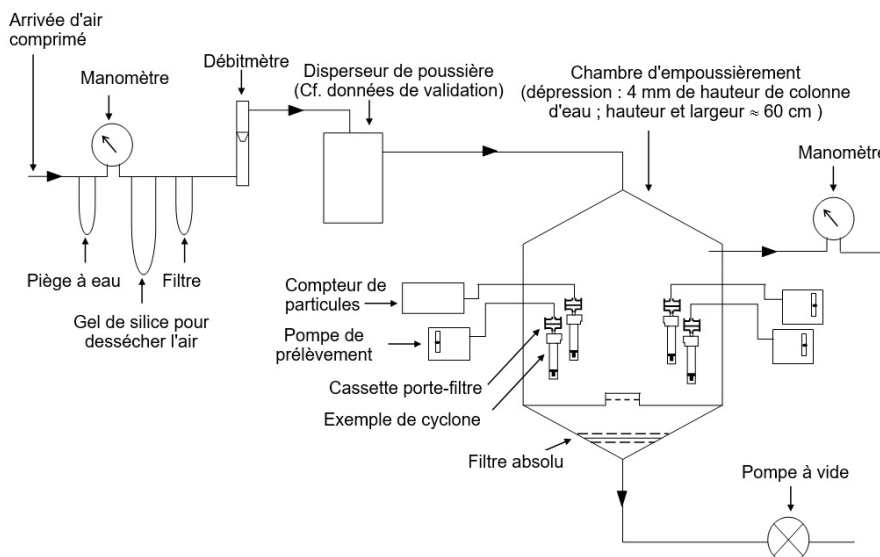 Arrivée d'air
comprimé
Manomètre
Débitmètre
Disperseur de poussière
(Cf. données de validation)
Chambre d'empoussièrement
(dépression : 4 mm de hauteur de colonne
d'eau ; hauteur et largeur ≈ 60 cm )
Manomètre
Piège à eau
Filtre
Gel de silice pour
dessécher l'air
Compteur de
particules
Pompe de
prélèvement
Cassette porte-filtre
Exemple de cyclone
Filtre absolu
Pompe à vide